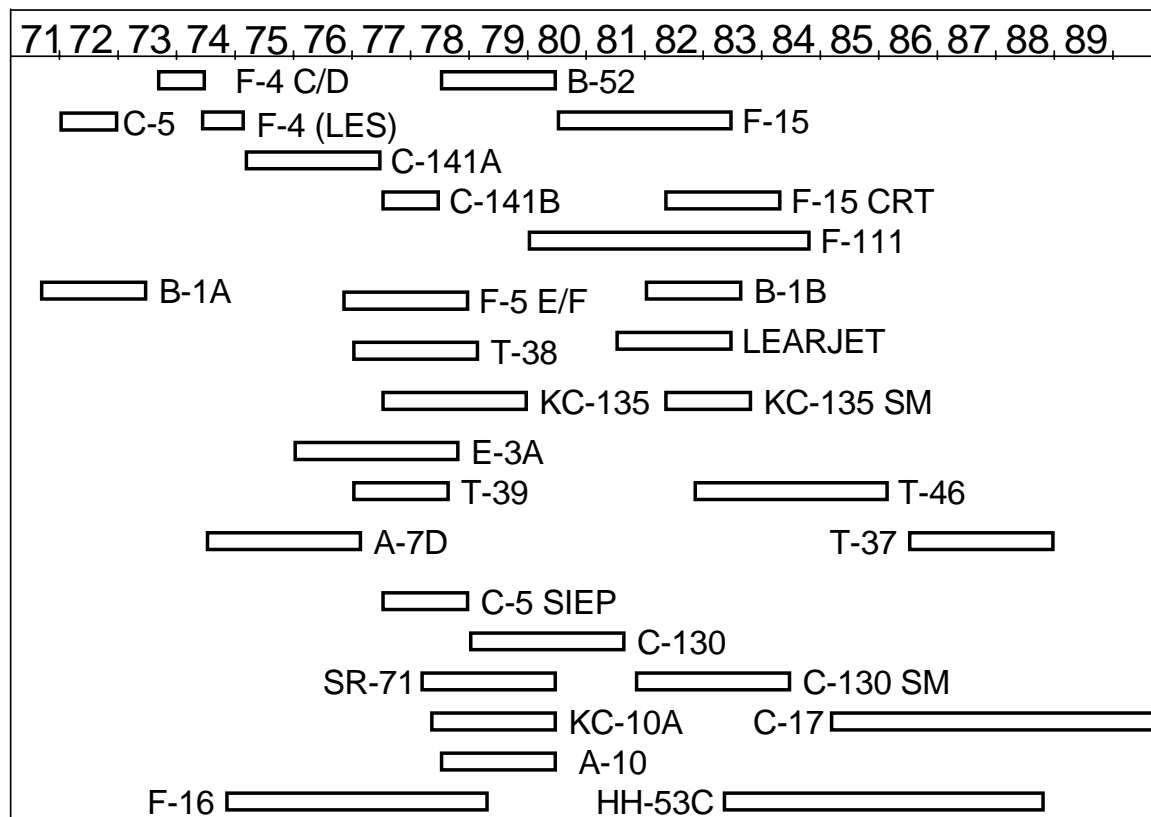 71 72 73 74 75 76 77 78 79 80 81 82 83 84 85 86 87 88 89
F-4 C/D B-52
C-5 F-4 (LES) F-15
C-141A
C-141B F-15 CRT
F-111
B-1A F-5 E/F B-1B
T-38 LEARJET
KC-135 KC-135 SM
E-3A
T-39 T-46
A-7D T-37
C-5 SIEP
C-130
SR-71 C-130 SM
KC-10A C-17
A-10
F-16 HH-53C